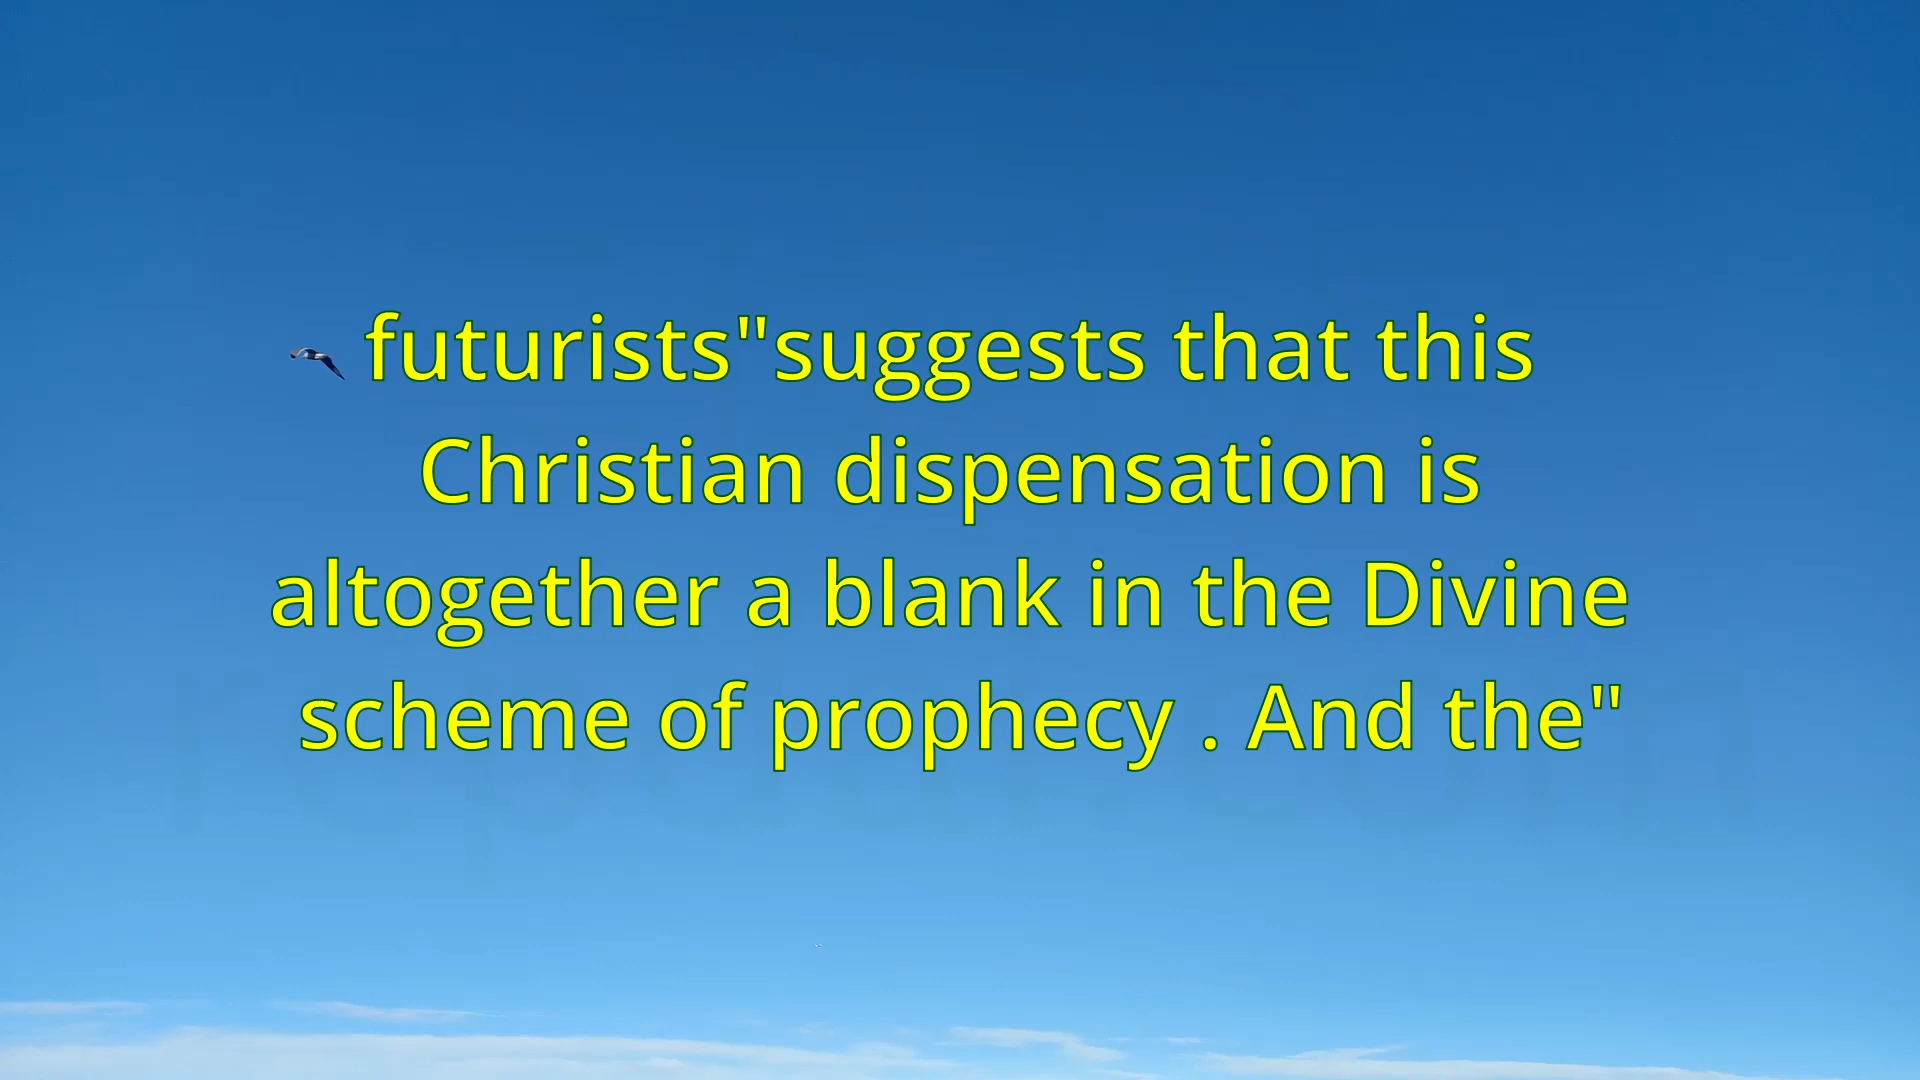 futurists"suggests that this
Christian dispensation is
altogether a blank in the Divine
scheme of prophecy . And the"